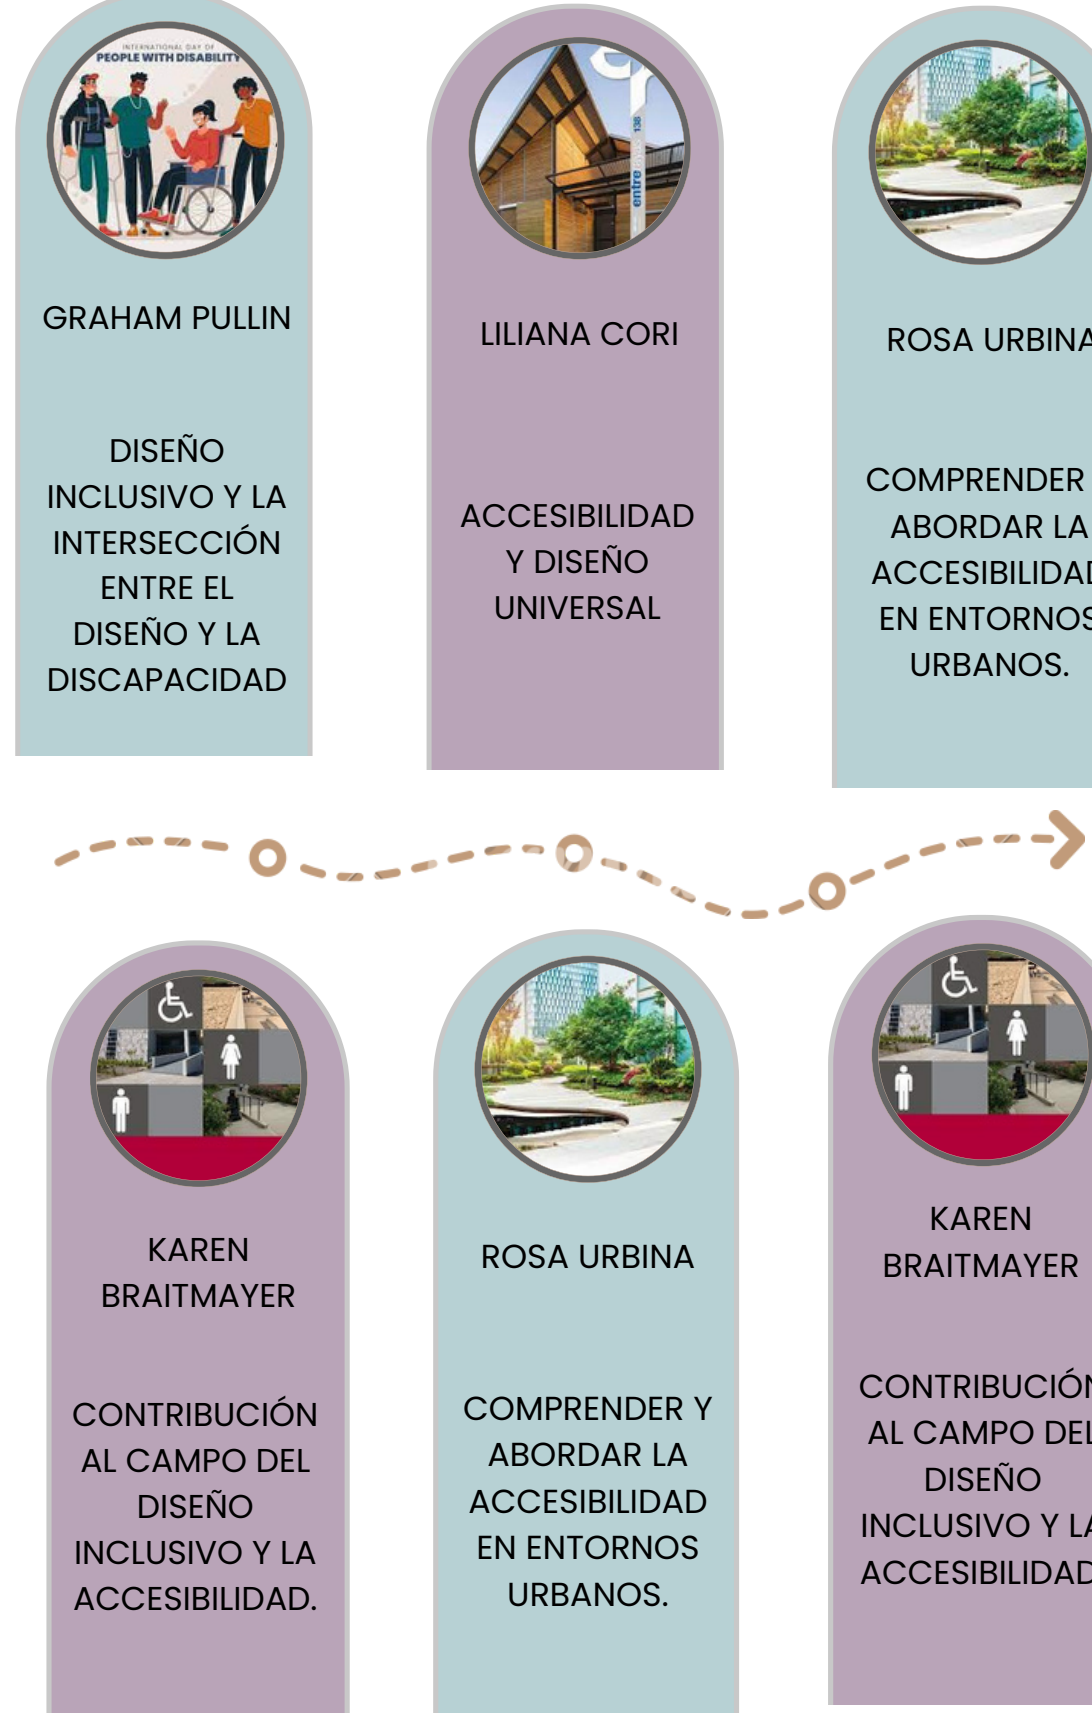 INTERNATIONAL DAY OF
PEOPLE WITH DISABILITY
GRAHAM PULLIN
DISEÑO
INCLUSIVO Y LA
INTERSECCIÓN
ENTRE EL
DISEÑO Y LA
DISCAPACIDAD
entre
138
LILIANA CORI
ACCESIBILIDAD
Y DISEÑO
UNIVERSAL
ROSA URBINA
COMPRENDER
ABORDAR LA
ACCESIBILIDAD
EN ENTORNOS
URBANOS.
KAREN
BRAITMAYER
CONTRIBUCIÓN
AL CAMPO DEL
DISEÑO
INCLUSIVO Y LA
ACCESIBILIDAD.
ROSA URBINA
COMPRENDER Y
ABORDAR LA
ACCESIBILIDAD
EN ENTORNOS
URBANOS.
KAREN
BRAITMAYER
CONTRIBUCIÓN
AL CAMPO DEL
DISEÑO
INCLUSIVO Y LA
ACCESIBILIDAD